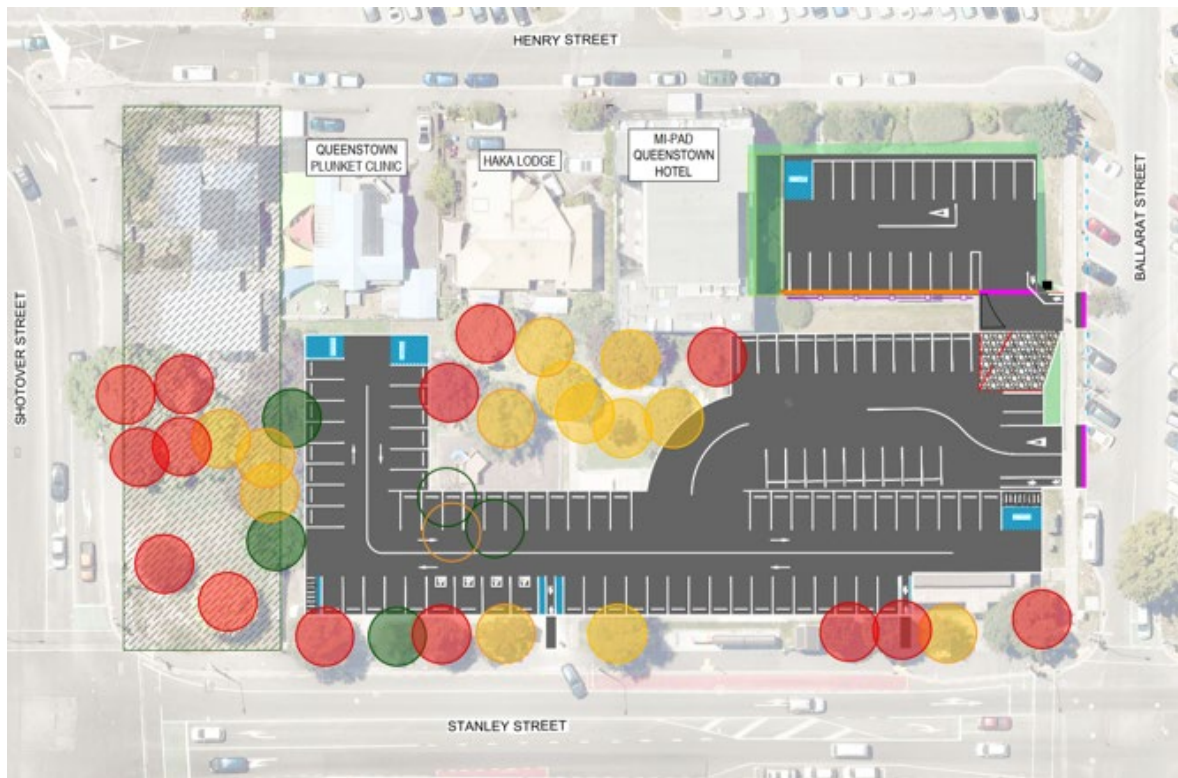 HENRY STREET
QUEENSTOWN
PLUNKET CLINIC
HAKA LODGE
MI-PAD
QUEENSTOWN
HOTEL
BALLARAT STREET
SHOTOVER STREET
STANLEY STREET